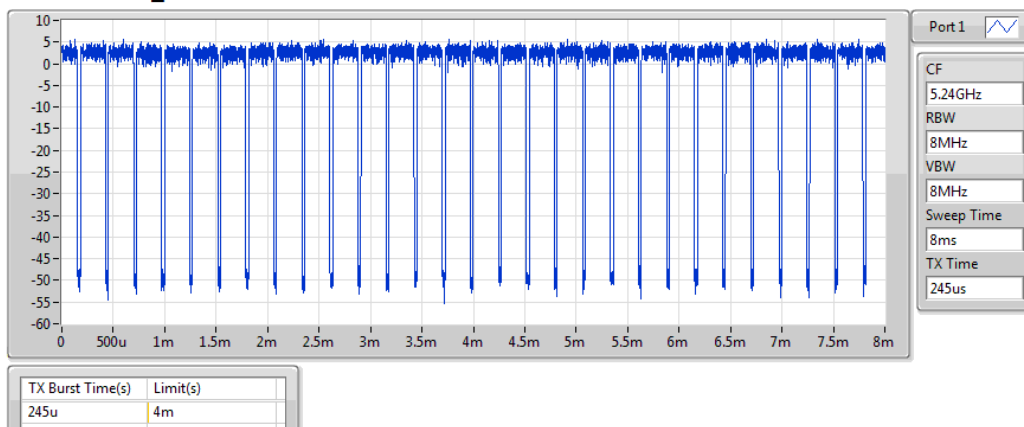 10
5
0
-5
-10
-15
-20
-25
-30
-35
-40
-45
-50
-55
-60
0 500u 1m 1.5m 2m 2.5m 3m 3.5m 4m 4.5m 5m 5.5m 6m 6.5m 7m 7.5m 8m
Port 1
CF
5.24GHz
RBW
8MHz
VBW
8MHz
Sweep Time
8ms
TX Time
245us
TX Burst Time(s) Limit(s)
245u 4m